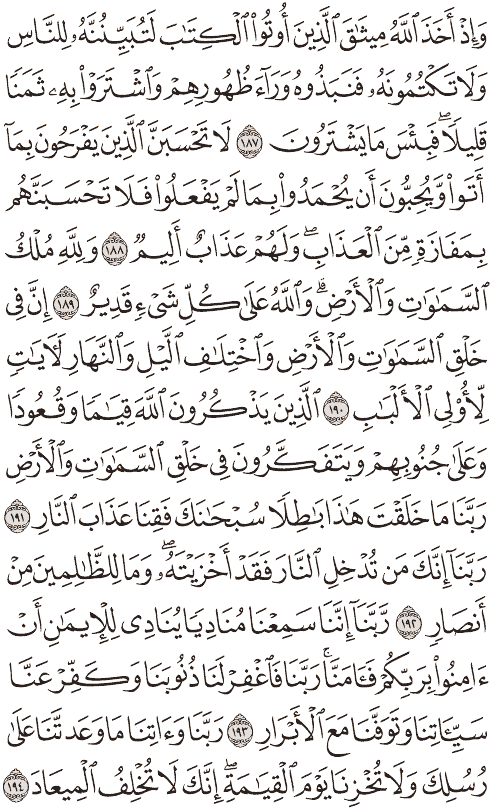 وَإِذْ أَخَذَ ٱللَّهُ مِيثَٰقَ ٱلَّذِينَ أُوتُوا۟ ٱلْكِتَٰبَ لَتُبَيِّنُنَّهُۥ لِلنَّاسِ
وَلَا تَكْتُمُونَهُۥ فَنَبَذُوهُ وَرَآءَ ظُهُورِهِمْ وَٱشْتَرَوْا۟ بِهِۦ ثَمَنًا
قَلِيلًا ۖ فَبِئْسَ مَا يَشْتَرُونَ ١٨٧ لَا تَحْسَبَنَّ ٱلَّذِينَ يَفْرَحُونَ بِمَآ
أَتَوا۟ وَّيُحِبُّونَ أَن يُحْمَدُوا۟ بِمَا لَمْ يَفْعَلُوا۟ فَلَا تَحْسَبَنَّهُم
بِمَفَازَةٍ مِّنَ ٱلْعَذَابِ ۖ وَلَهُمْ عَذَابٌ أَلِيمٌ ١٨٨ وَلِلَّهِ مُلْكُ
ٱلسَّمَٰوَٰتِ وَٱلْأَرْضِ ۗ وَٱللَّهُ عَلَىٰ كُلِّ شَىْءٍ قَدِيرٌ ١٨٩ إِنَّ فِى
خَلْقِ ٱلسَّمَٰوَٰتِ وَٱلْأَرْضِ وَٱخْتِلَٰفِ ٱلَّيْلِ وَٱلنَّهَارِ لَءَايَٰتٍ
لِّأُو۟لِى ٱلْأَلْبَٰبِ ١٩٠ ٱلَّذِينَ يَذْكُرُونَ ٱللَّهَ قِيَٰمًا وَقُعُودًا
وَعَلَىٰ جُنُوبِهِمْ وَيَتَفَكَّرُونَ فِى خَلْقِ ٱلسَّمَٰوَٰتِ وَٱلْأَرْضِ
رَبَّنَا مَا خَلَقْتَ هَٰذَا بَٰطِلًا سُبْحَٰنَكَ فَقِنَا عَذَابَ ٱلنَّارِ ١٩١
رَبَّنَآ إِنَّكَ مَن تُدْخِلِ ٱلنَّارَ فَقَدْ أَخْزَيْتَهُۥ ۖ وَمَا لِلظَّٰلِمِينَ مِنْ
أَنصَارٍ ١٩٢ رَّبَّنَآ إِنَّنَا سَمِعْنَا مُنَادِيًا يُنَادِى لِلْإِيمَٰنِ أَنْ
ءَامِنُوا۟ بِرَبِّكُمْ فَـَٔامَنَّا ۚ رَبَّنَا فَٱغْفِرْ لَنَا ذُنُوبَنَا وَكَفِّرْ عَنَّا
سَيِّـَٔاتِنَا وَتَوَفَّنَا مَعَ ٱلْأَبْرَارِ ١٩٣ رَبَّنَا وَءَاتِنَا مَا وَعَدتَّنَا عَلَىٰ
رُسُلِكَ وَلَا تُخْزِنَا يَوْمَ ٱلْقِيَٰمَةِ ۗ إِنَّكَ لَا تُخْلِفُ ٱلْمِيعَادَ ١٩٤